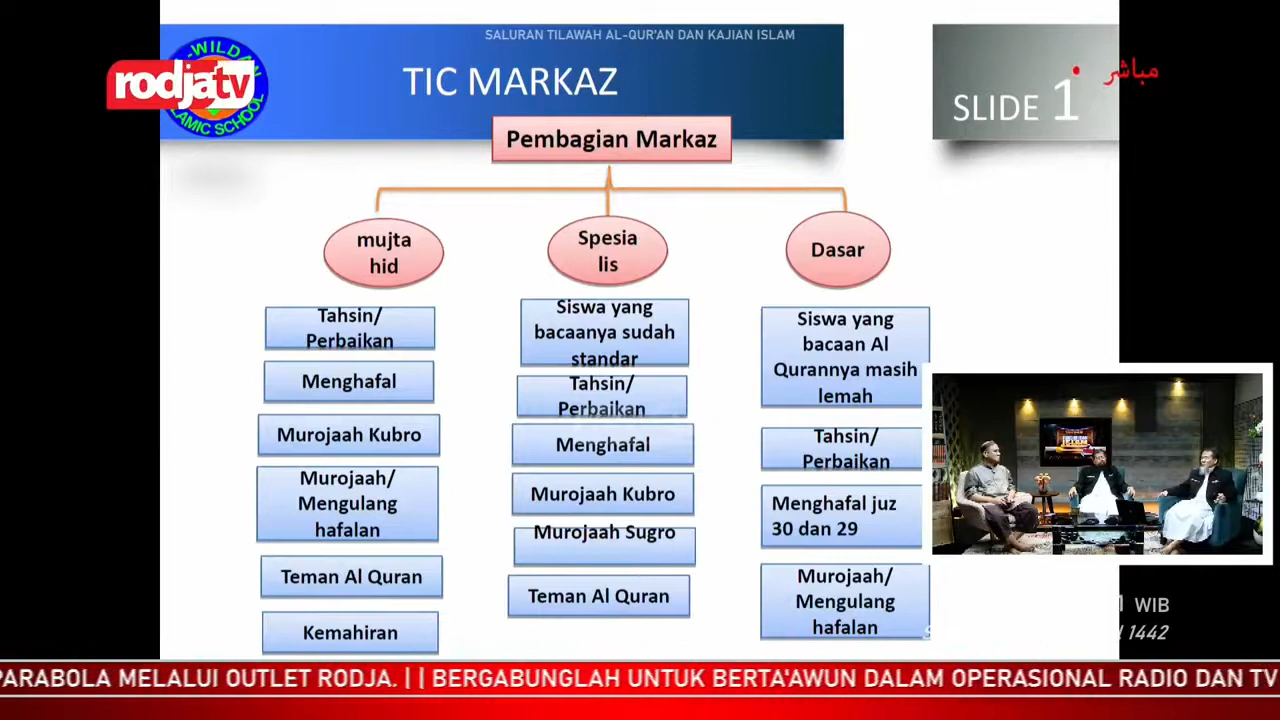 SALURAN TILAWAH AL-QUR'AN DAN KAJIAN ISLAM
-WILDAN
ISLAMIC SCHOOL
rodjatv
TIC MARKAZ
SLIDE 1
مباشر
Pembagian Markaz
mujta
hid
Tahsin/
Perbaikan
Menghafal
Murojaah Kubro
Murojaah/
Mengulang
hafalan
Teman Al Quran
Kemahiran
Spesia
lis
Siswa yang
bacaanya sudah
standar
Tahsin/
Perbaikan
Menghafal
Murojaah Kubro
Murojaah Sugro
Teman Al Quran
Dasar
Siswa yang
bacaan Al
Qurannya masih
lemah
Tahsin/
Perbaikan
Menghafal juz
30 dan 29
Murojaah/
Mengulang
hafalan
WIB
1442
PARABOLA MELALUI OUTLET RODJA. || BERGABUNGLAH UNTUK BERTA'AWUN DALAM OPERASIONAL RADIO DAN TV